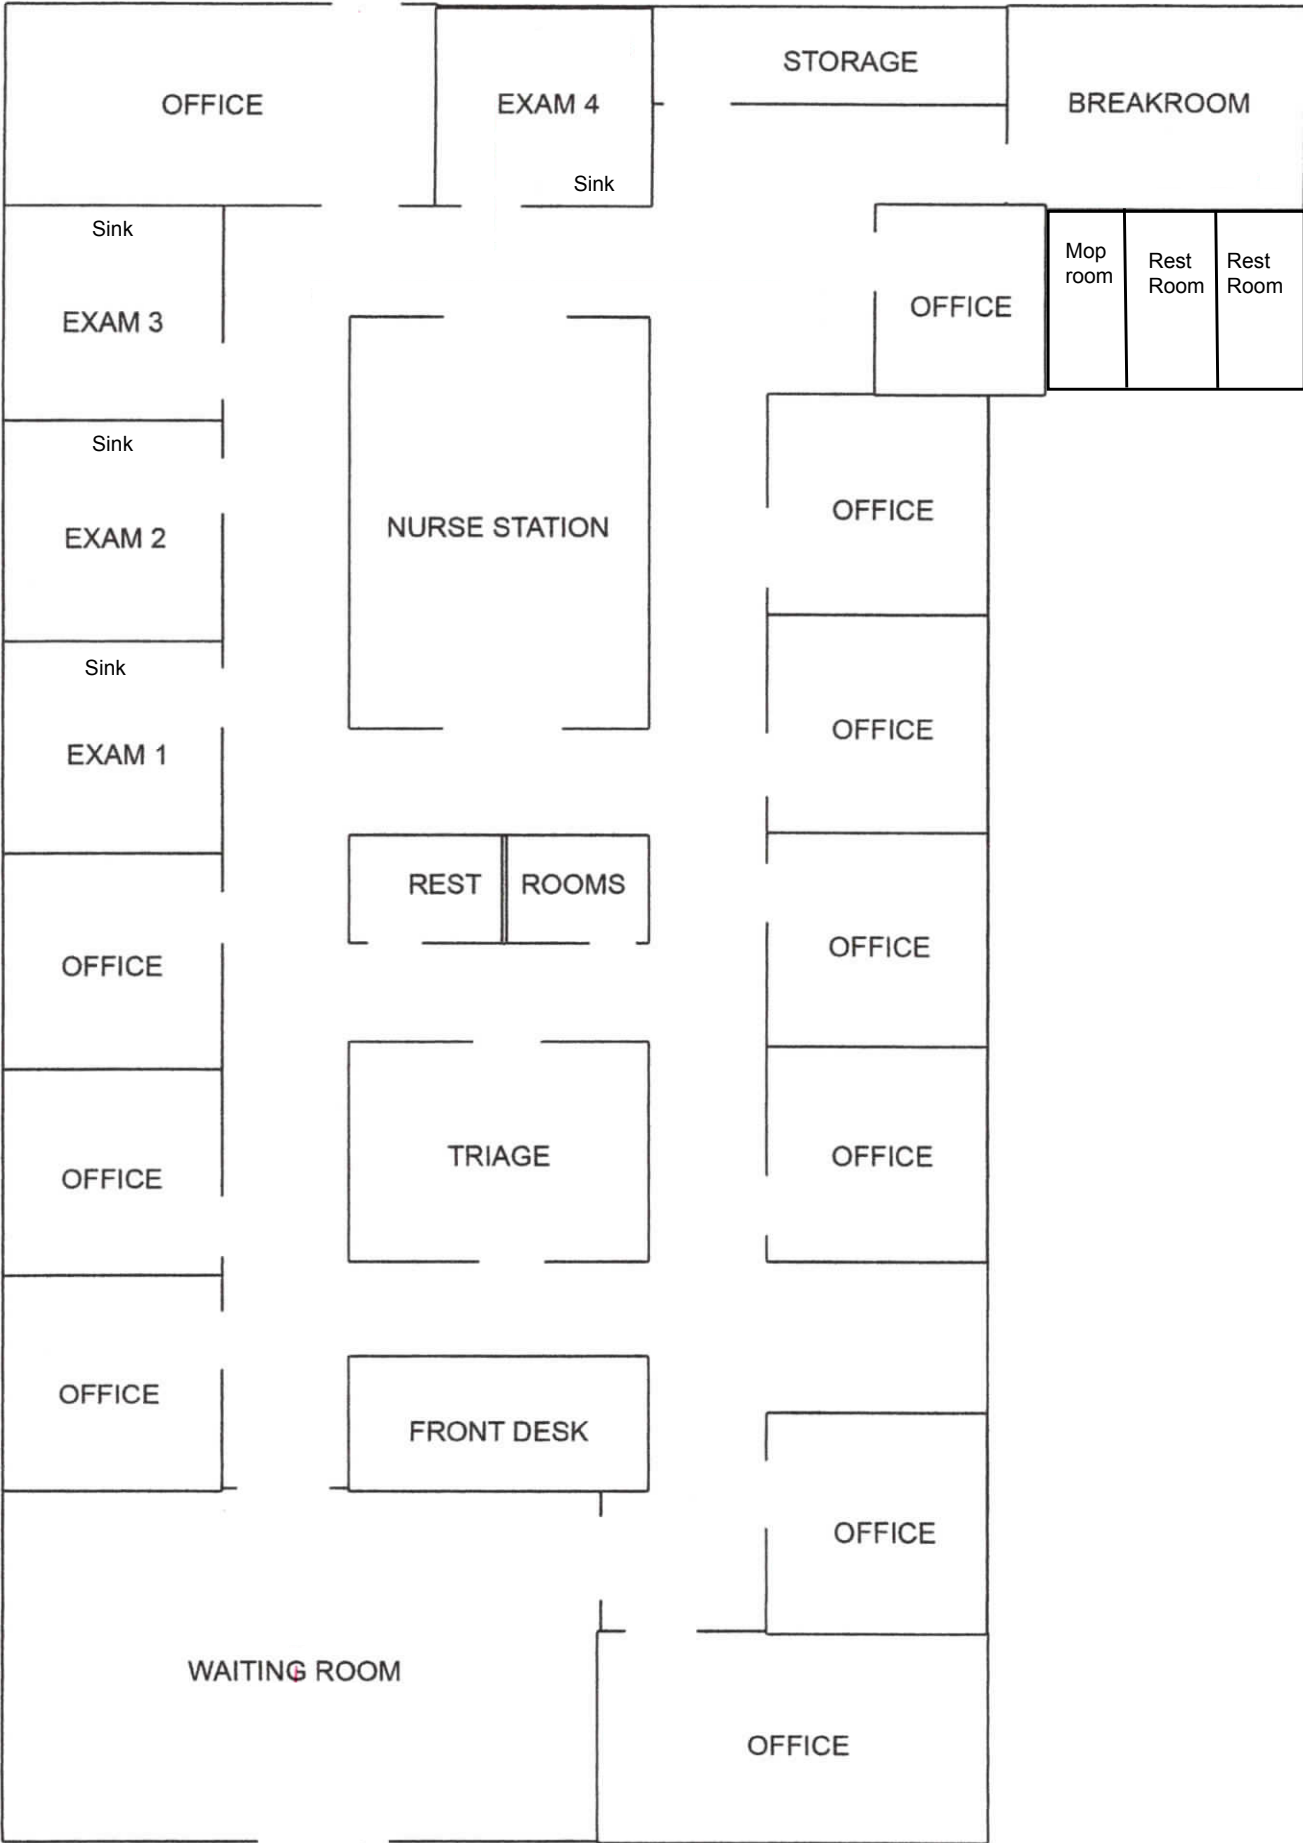 STORAGE
OFFICE
EXAM 4
BREAKROOM
Sink
Sink
Mop
room
Rest
Room
Rest
Room
EXAM 3
OFFICE
Sink
OFFICE
NURSE STATION
EXAM 2
Sink
OFFICE
EXAM 1
REST
ROOMS
OFFICE
OFFICE
TRIAGE
OFFICE
OFFICE
OFFICE
FRONT DESK
OFFICE
WAITING ROOM
OFFICE